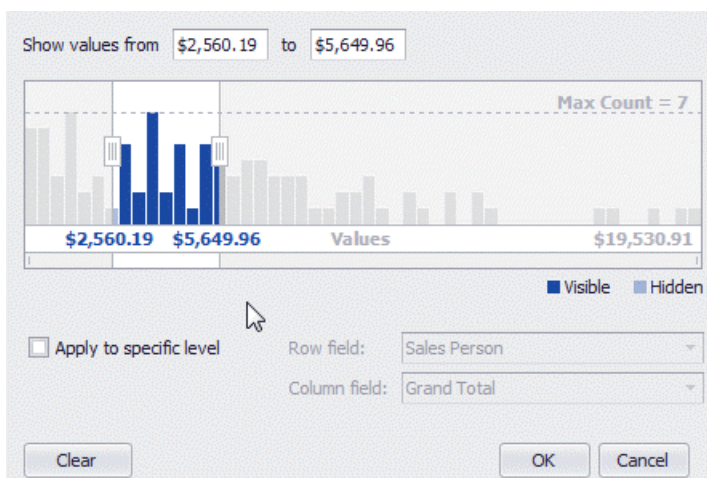 Show values from $2,560.19 to $5,649.96
Max Count = 7
$2,560.19 $5,649.96 Values $19,530.91
Visible Hidden
Apply to specific level Row field: Sales Person
Column field: Grand Total
Clear OK Cancel